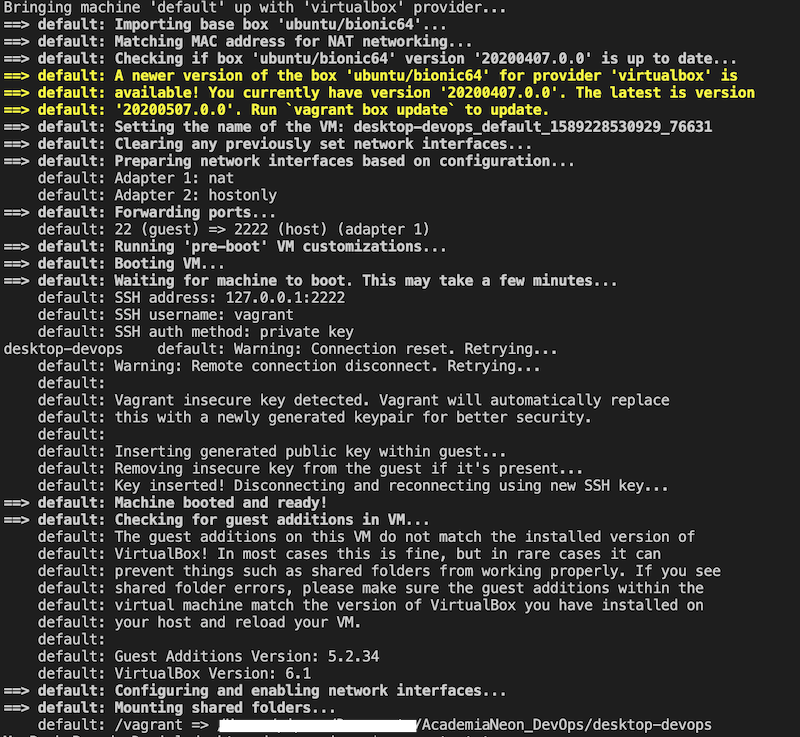 Bringing machine 'default' up with 'virtualbox' provider...
==> default: Importing base box 'ubuntu/bionic64'...
==> default: Matching MAC address for NAT networking...
==> default: Checking if box 'ubuntu/bionic64' version '20200407.0.0' is up to date...
==> default: A newer version of the box 'ubuntu/bionic64' for provider 'virtualbox' is
==> default: available! You currently have version '20200407.0.0'. The latest is version
==> default: '20200507.0.0'. Run `vagrant box update` to update.
==> default: Setting the name of the VM: desktop-devops_default_1589228530929_76631
==> default: Clearing any previously set network interfaces...
==> default: Preparing network interfaces based on configuration...
    default: Adapter 1: nat
    default: Adapter 2: hostonly
==> default: Forwarding ports...
    default: 22 (guest) => 2222 (host) (adapter 1)
==> default: Running 'pre-boot' VM customizations...
==> default: Booting VM...
==> default: Waiting for machine to boot. This may take a few minutes...
    default: SSH address: 127.0.0.1:2222
    default: SSH username: vagrant
    default: SSH auth method: private key
desktop-devops    default: Warning: Connection reset. Retrying...
    default: Warning: Remote connection disconnect. Retrying...
    default:
    default: Vagrant insecure key detected. Vagrant will automatically replace
    default: this with a newly generated keypair for better security.
    default:
    default: Inserting generated public key within guest...
    default: Removing insecure key from the guest if it's present...
    default: Key inserted! Disconnecting and reconnecting using new SSH key...
==> default: Machine booted and ready!
==> default: Checking for guest additions in VM...
    default: The guest additions on this VM do not match the installed version of
    default: VirtualBox! In most cases this is fine, but in rare cases it can
    default: prevent things such as shared folders from working properly. If you see
    default: shared folder errors, please make sure the guest additions within the
    default: virtual machine match the version of VirtualBox you have installed on
    default: your host and reload your VM.
    default:
    default: Guest Additions Version: 5.2.34
    default: VirtualBox Version: 6.1
==> default: Configuring and enabling network interfaces...
==> default: Mounting shared folders...
    default: /vagrant => /AcademiaNeon_DevOps/desktop-devops